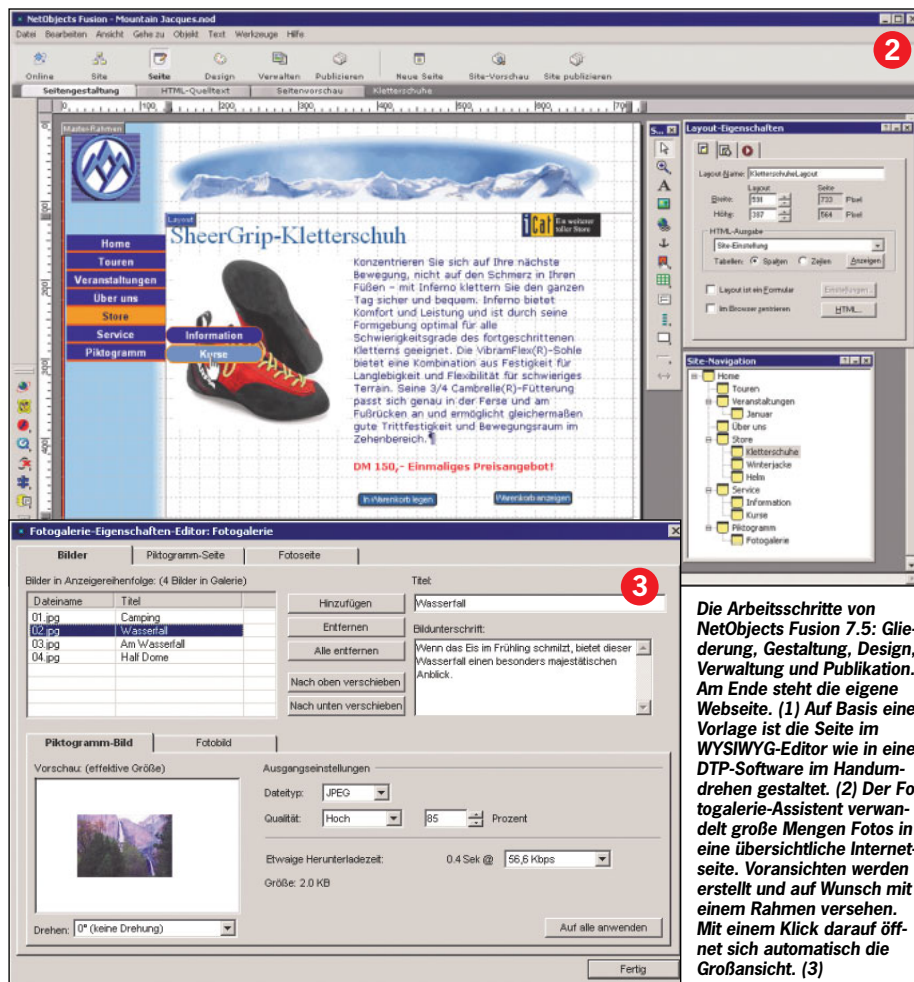 NetObjects Fusion - Mountain Jacques.nod
Datei Bearbeiten Ansicht Gehe zu Objekt Text Werkzeuge Hilfe
2
Online Site Seite Design Verwalten Publizieren Neue Seite Site-Vorschau Site publizieren
Seitengestaltung HTML-Quelltext Seitenvorschau Kletterschuhe
Master-Rahmen
Layout
SheerGrip-Kletterschuh
iCat Ein weiterer toller Store
Home
Touren
Veranstaltungen
Über uns
Store
Service
Piktogramm
Information
Kurse
Konzentrieren Sie sich auf Ihre nächste
Bewegung, nicht auf den Schmerz in Ihren
Füßen - mit Inferno klettern Sie den ganzen
Tag sicher und bequem. Inferno bietet
Komfort und Leistung und ist durch seine
Formgebung optimal für alle
Schwierigkeitsgrade des fortgeschrittenen
Kletterns geeignet. Die VibramFlex(R)-Sohle
bietet eine Kombination aus Festigkeit für
Langlebigkeit und Flexibilität für schwieriges
Terrain. Seine 3/4 Cambrelle(R)-Fütterung
passt sich genau in der Ferse und am
Fußrücken an und ermöglicht gleichermaßen
gute Trittfestigkeit und Bewegungsraum im
Zehenbereich.¶
DM 150,- Einmaliges Preisangebot!
In Warenkorb legen Warenkorb anzeigen
Layout-Eigenschaften
Layout Name: KletterschuheLayout
Layout Seite
Breite: 591 733 Pixel
Höhe: 387 564 Pixel
HTML-Ausgabe
Site-Einstellung
Tabellen: Spalten Zeilen Anzeigen
Layout ist ein Formular Einstellungen...
Im Browser zentrieren HTML...
Site-Navigation
Home
Touren
Veranstaltungen
Januar
Über uns
Store
Kletterschuhe
Winterjacke
Helm
Service
Information
Kurse
Piktogramm
Fotogalerie
Fotogalerie-Eigenschaften-Editor: Fotogalerie
Bilder Piktogramm-Seite Fotoseite
3
Bilder in Anzeigereihenfolge: (4 Bilder in Galerie)
Dateiname Titel
01.jpg Camping
02.jpg Wasserfall
03.jpg Am Wasserfall
04.jpg Half Dome
Hinzufügen
Entfernen
Alle entfernen
Nach oben verschieben
Nach unten verschieben
Titel:
Wasserfall
Bildunterschrift:
Wenn das Eis im Frühling schmilzt, bietet dieser
Wasserfall einen besonders majestätischen
Anblick.
Piktogramm-Bild Fotobild
Vorschau: (effektive Größe)
Drehen: 0° (keine Drehung)
Ausgangseinstellungen
Dateityp: JPEG
Qualität: Hoch 85 Prozent
Etwaige Herunterladezeit: 0.4 Sek @ 56,6 Kbps
Größe: 2.0 KB
Auf alle anwenden
Fertig
Die Arbeitsschritte von
NetObjects Fusion 7.5: Glie-
derung, Gestaltung, Design,
Verwaltung und Publikation.
Am Ende steht die eigene
Webseite. (1) Auf Basis eine
Vorlage ist die Seite im
WYSIWYG-Editor wie in eine
DTP-Software im Handum-
drehen gestaltet. (2) Der Fo
togalerie-Assistent verwan-
delt große Mengen Fotos in
eine übersichtliche Internet-
seite. Voransichten werden
erstellt und auf Wunsch mit
einem Rahmen versehen.
Mit einem Klick darauf öff-
net sich automatisch die
Großansicht. (3)